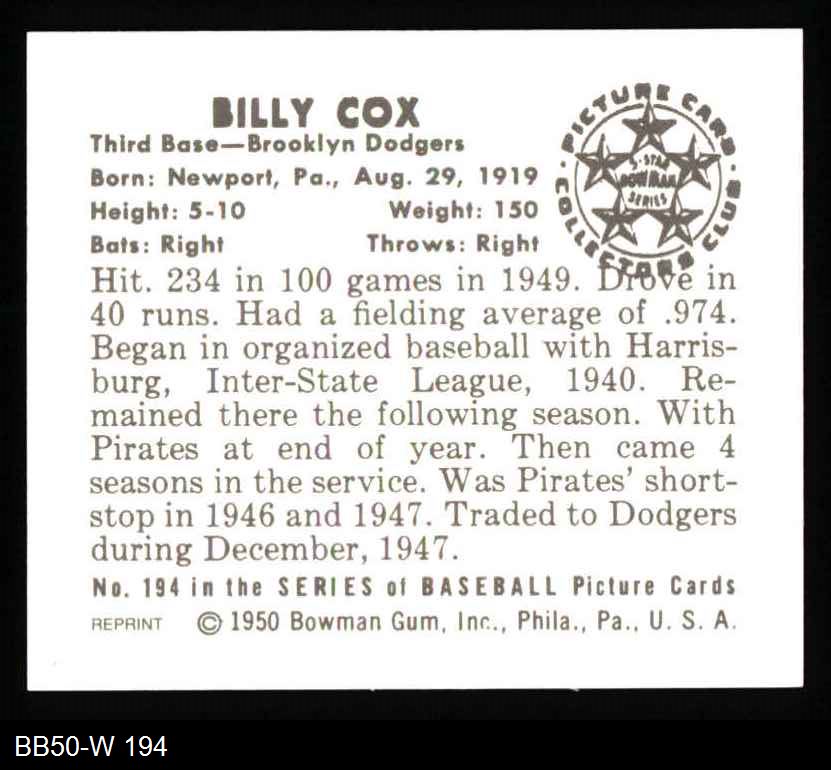 BILLY COX
Third Base—Brooklyn Dodgers
Born: Newport, Pa., Aug. 29, 1919
Height: 5-10 Weight: 150
Bats: Right Throws: Right
PICTURE CARD
COLLECTORS CLUB
5-STAR
BOWMAN
SERIES
Hit. 234 in 100 games in 1949. Drove in
40 runs. Had a fielding average of .974.
Began in organized baseball with Harris-
burg, Inter-State League, 1940. Re-
mained there the following season. With
Pirates at end of year. Then came 4
seasons in the service. Was Pirates' short-
stop in 1946 and 1947. Traded to Dodgers
during December, 1947.
No. 194 in the SERIES of BASEBALL Picture Cards
REPRINT © 1950 Bowman Gum, Inc., Phila., Pa., U. S. A.
BB50-W 194